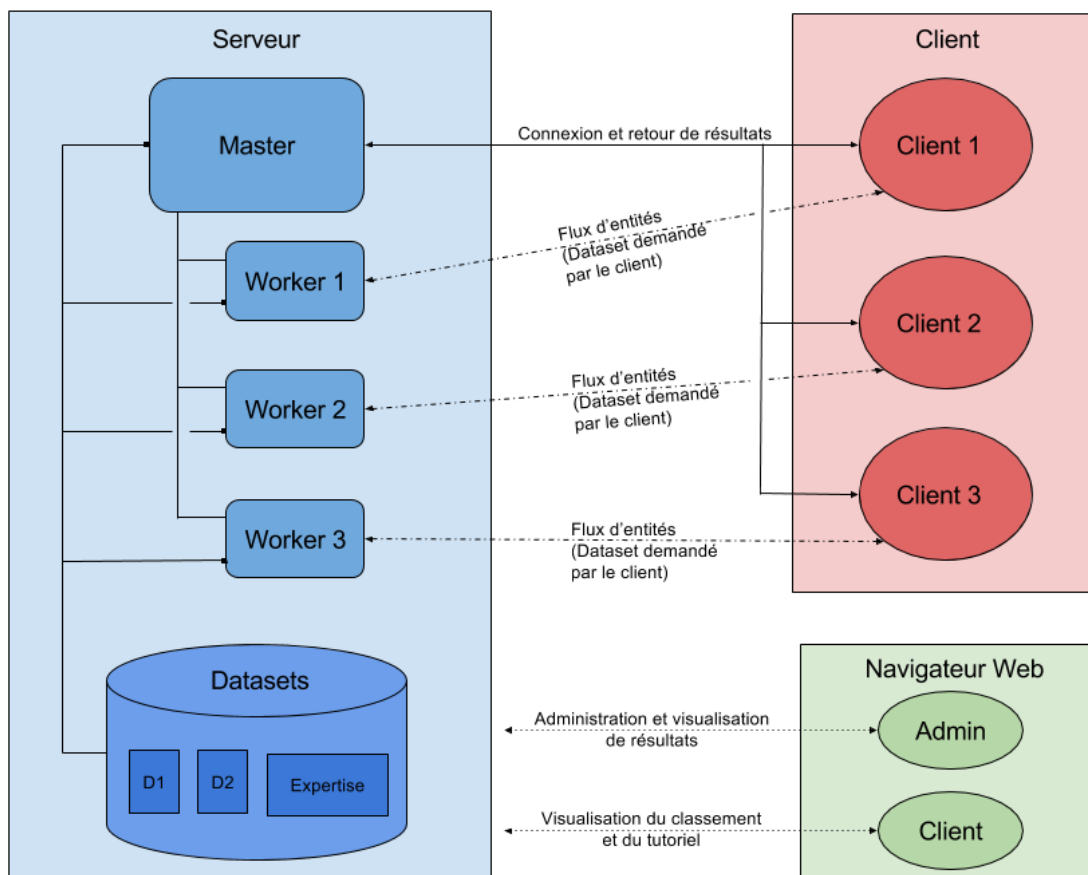 Serveur
Client
Master
Connexion et retour de résultats
Client 1
Flux d'entités
(Dataset demandé
par le client)
Worker 1
Client 2
Flux d'entités
(Dataset demandé
par le client)
Worker 2
Client 3
Flux d'entités
(Dataset demandé
par le client)
Worker 3
Datasets
D1
D2
Expertise
Navigateur Web
Administration et visualisation
de résultats
Admin
Visualisation du classement
et du tutoriel
Client